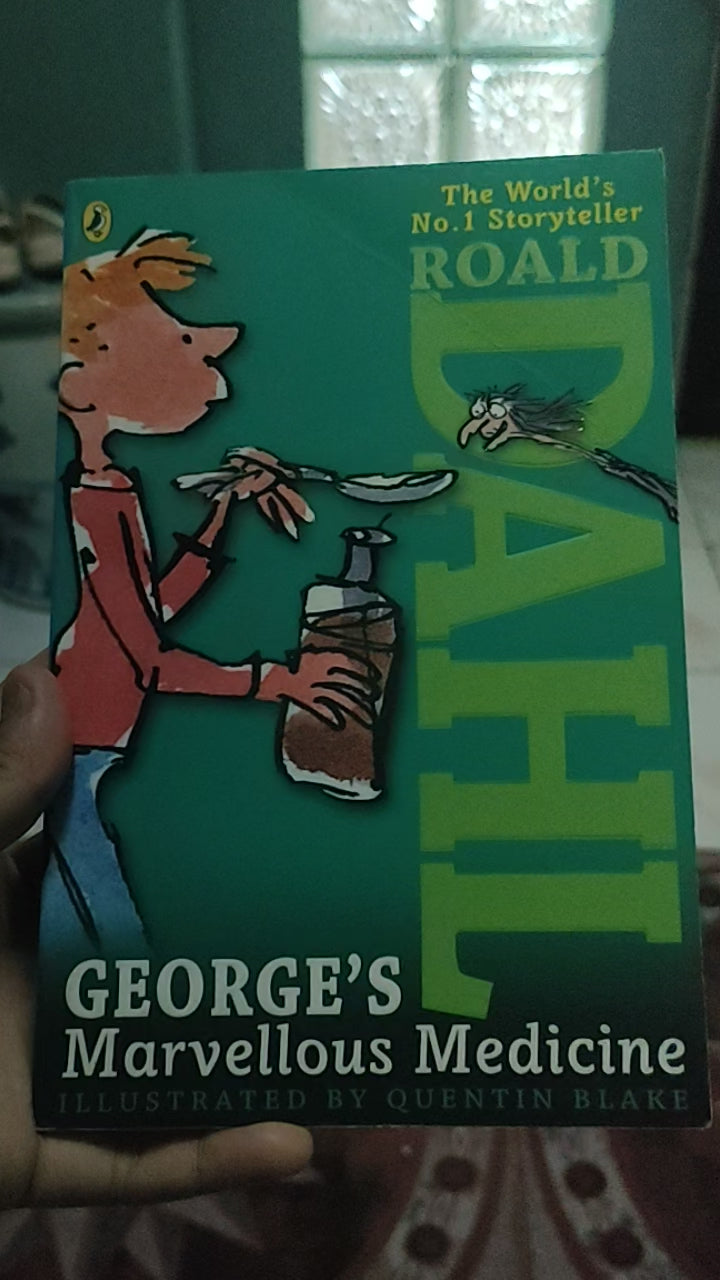 The World's
No.1 Storyteller
ROALD
DAHL
GEORGE'S
Marvellous Medicine
ILLUSTRATED BY QUENTIN BLAKE